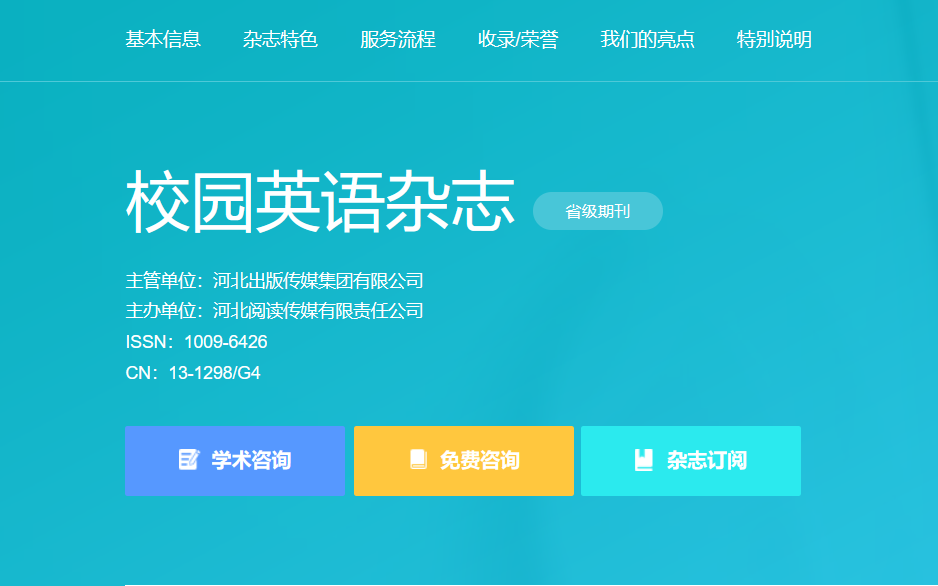 基本信息 杂志特色 服务流程 收录/荣誉 我们的亮点 特别说明
校园英语杂志 省级期刊
主管单位：河北出版传媒集团有限公司
主办单位：河北阅读传媒有限责任公司
ISSN：1009-6426
CN：13-1298/G4
学术咨询 免费咨询 杂志订阅